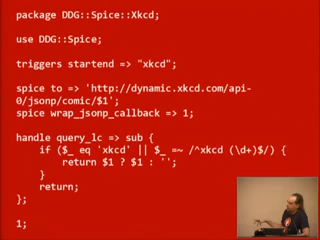 package DDG::Spice::Xkcd;
use DDG::Spice;
triggers startend => "xkcd";
spice to => 'http://dynamic.xkcd.com/api-
0/jsonp/comic/$1';
spice wrap_jsonp_callback => 1;
handle query_lc => sub {
if ($_ eq 'xkcd' || $_ =~ /^xkcd (\d+)$/) {
return $1 ? $1 : '';
}
return;
};
1;